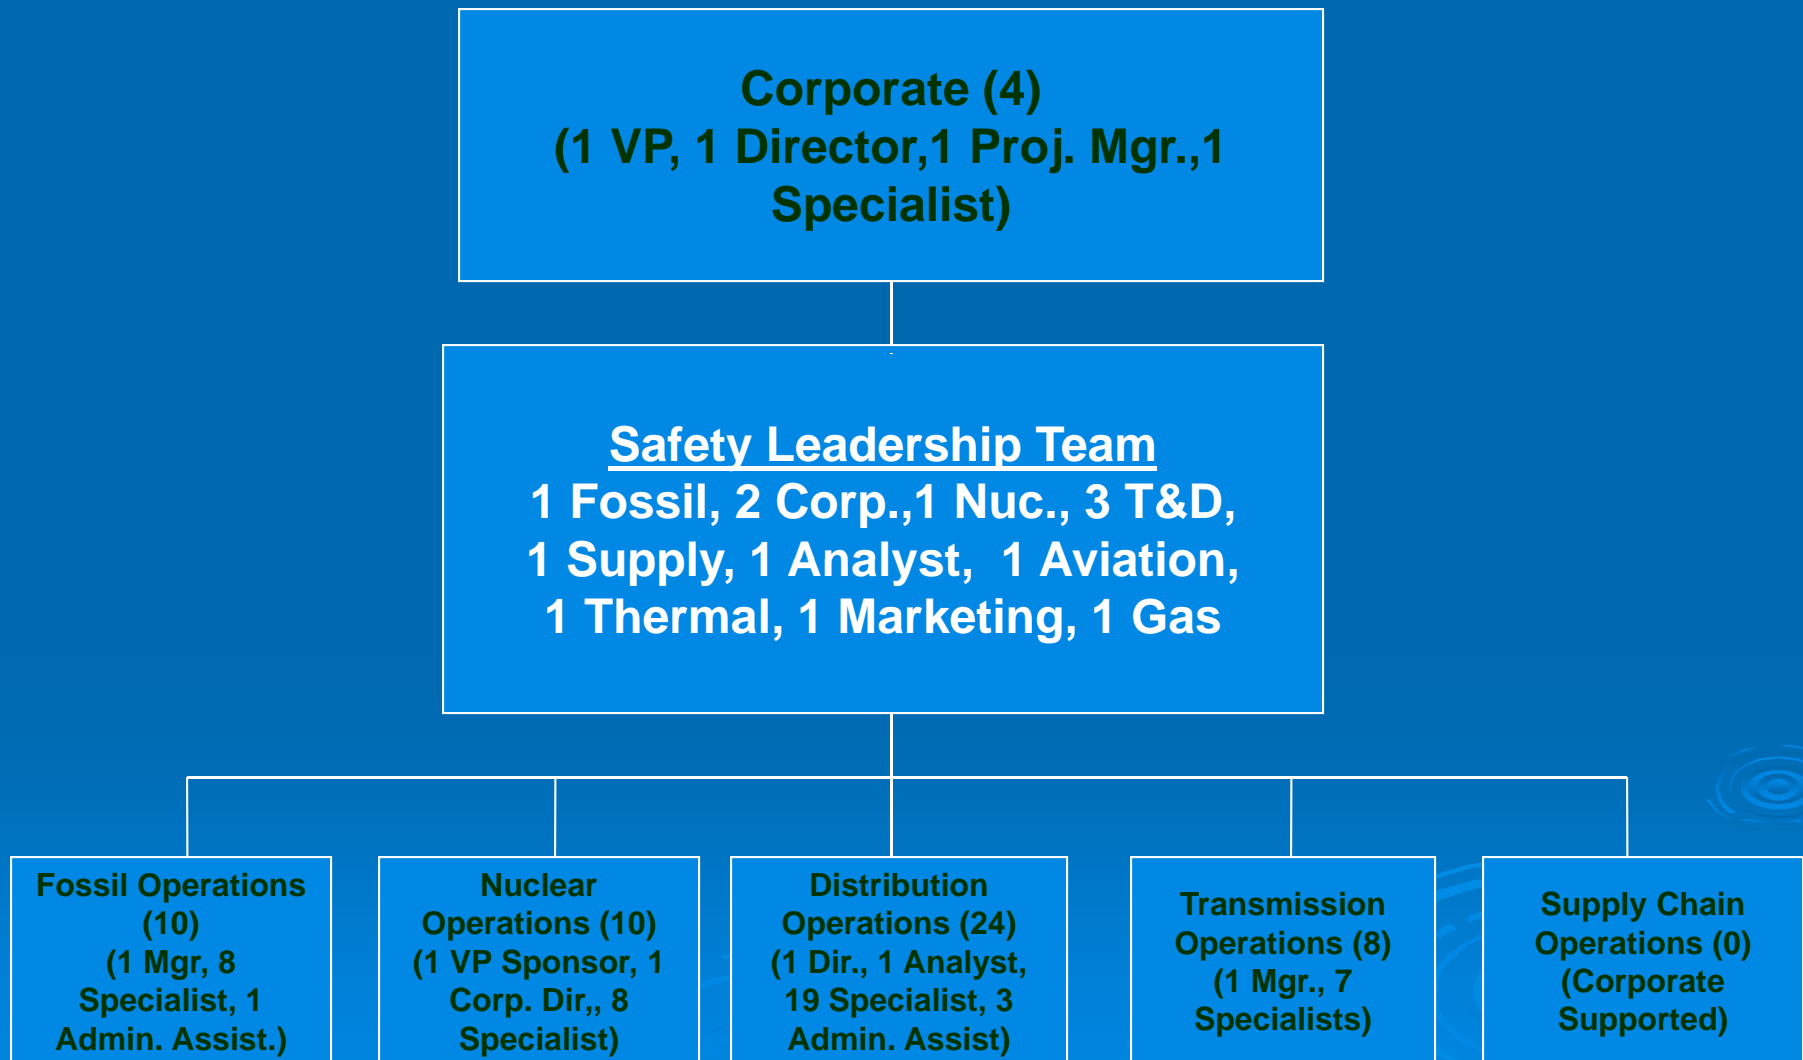 Corporate (4)
(1 VP, 1 Director,1 Proj. Mgr.,1
Specialist)
Safety Leadership Team
1 Fossil, 2 Corp.,1 Nuc., 3 T&D,
1 Supply, 1 Analyst,  1 Aviation,
1 Thermal, 1 Marketing, 1 Gas
Fossil Operations
(10)
(1 Mgr, 8
Specialist, 1
Admin. Assist.)
Nuclear
Operations (10)
(1 VP Sponsor, 1
Corp. Dir,, 8
Specialist)
Distribution
Operations (24)
(1 Dir., 1 Analyst,
19 Specialist, 3
Admin. Assist)
Transmission
Operations (8)
(1 Mgr., 7
Specialists)
Supply Chain
Operations (0)
(Corporate
Supported)